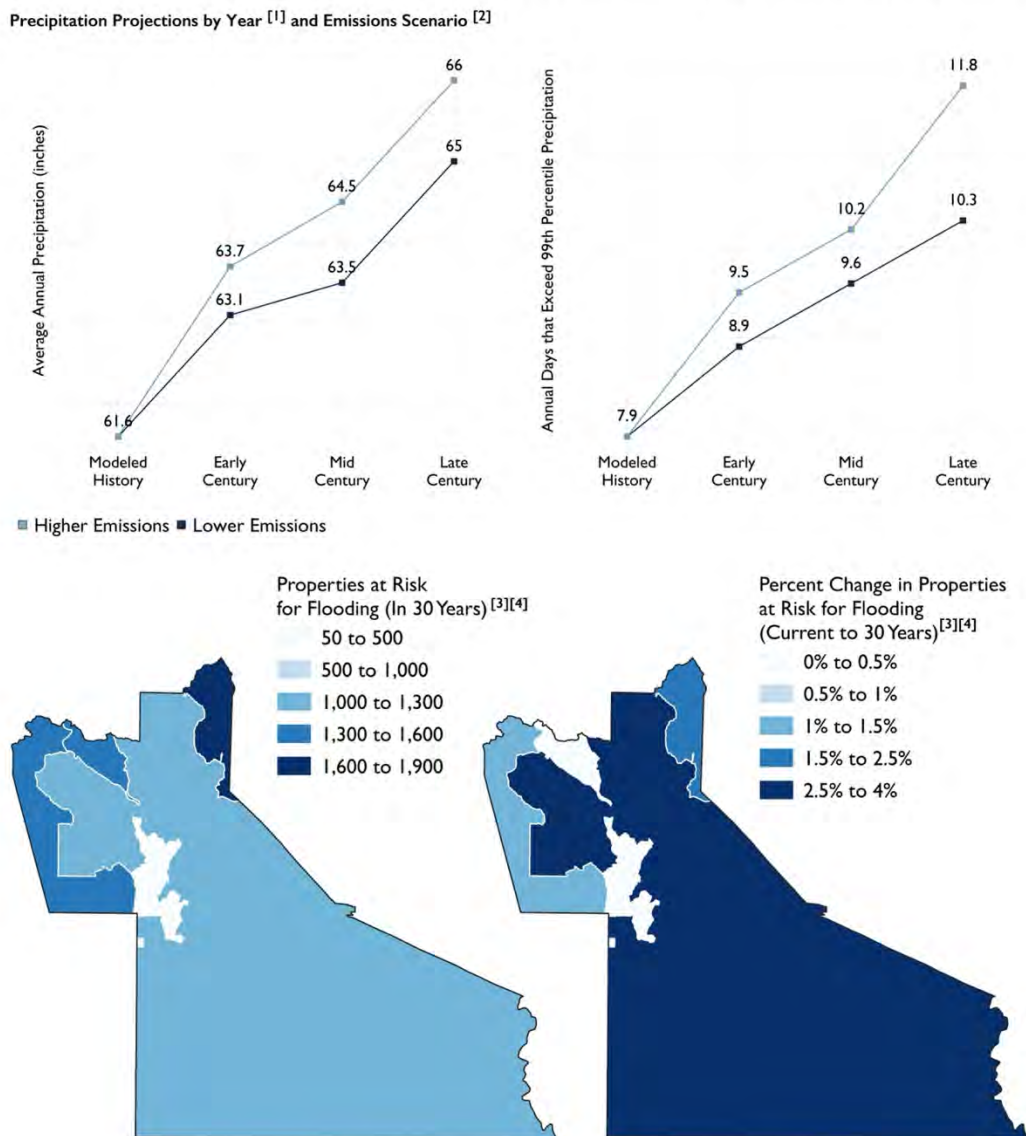 Precipitation Projections by Year [1] and Emissions Scenario [2]
Average Annual Precipitation (inches)
66
65
64.5
63.7
63.5
63.1
61.6
Modeled
History
Early
Century
Mid
Century
Late
Century
Annual Days that Exceed 99th Percentile Precipitation
11.8
10.3
10.2
9.5
9.6
8.9
7.9
Modeled
History
Early
Century
Mid
Century
Late
Century
Higher Emissions Lower Emissions
Properties at Risk
for Flooding (In 30 Years) [3][4]
50 to 500
500 to 1,000
1,000 to 1,300
1,300 to 1,600
1,600 to 1,900
Percent Change in Properties
at Risk for Flooding
(Current to 30 Years) [3][4]
0% to 0.5%
0.5% to 1%
1% to 1.5%
1.5% to 2.5%
2.5% to 4%